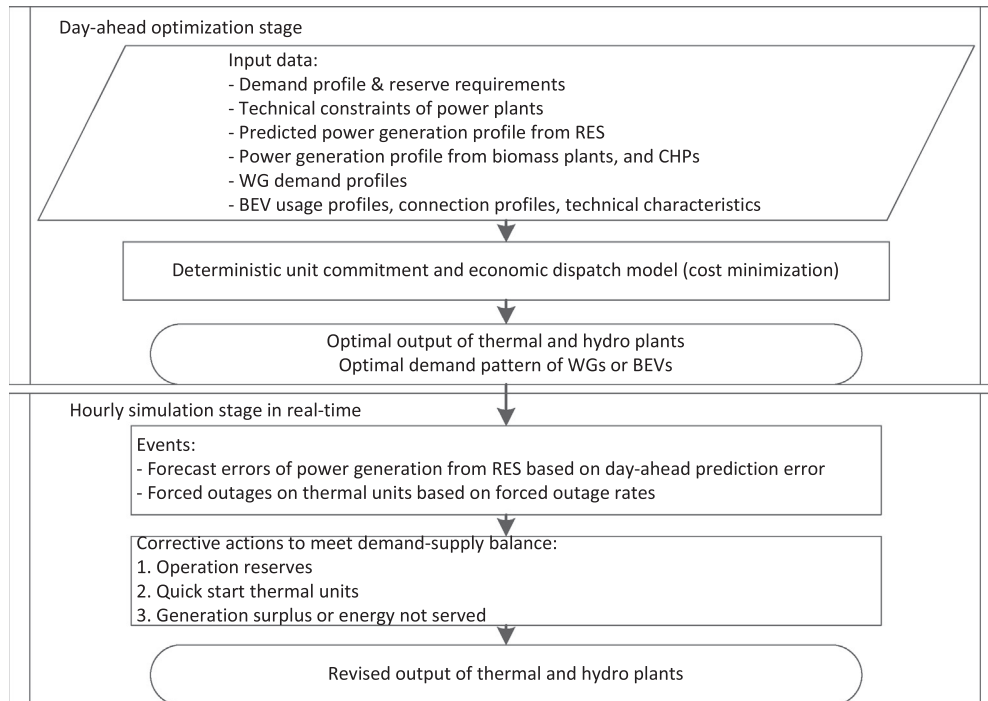 Day-ahead optimization stage
Input data:
- Demand profile & reserve requirements
- Technical constraints of power plants
- Predicted power generation profile from RES
- Power generation profile from biomass plants, and CHPs
- WG demand profiles
- BEV usage profiles, connection profiles, technical characteristics
Deterministic unit commitment and economic dispatch model (cost minimization)
Optimal output of thermal and hydro plants
Optimal demand pattern of WGs or BEVs
Hourly simulation stage in real-time
Events:
- Forecast errors of power generation from RES based on day-ahead prediction error
- Forced outages on thermal units based on forced outage rates
Corrective actions to meet demand-supply balance:
1. Operation reserves
2. Quick start thermal units
3. Generation surplus or energy not served
Revised output of thermal and hydro plants